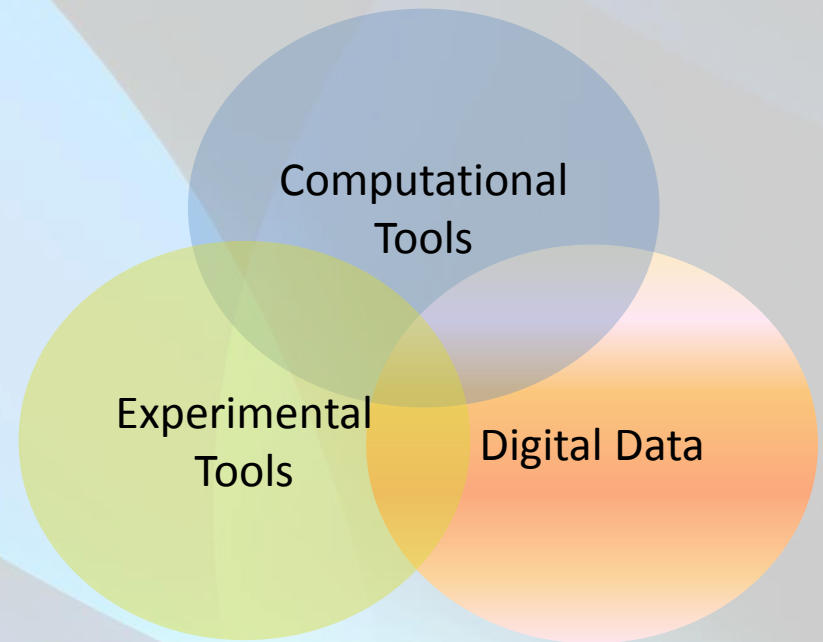 Computational
Tools
Experimental
Tools
Digital Data